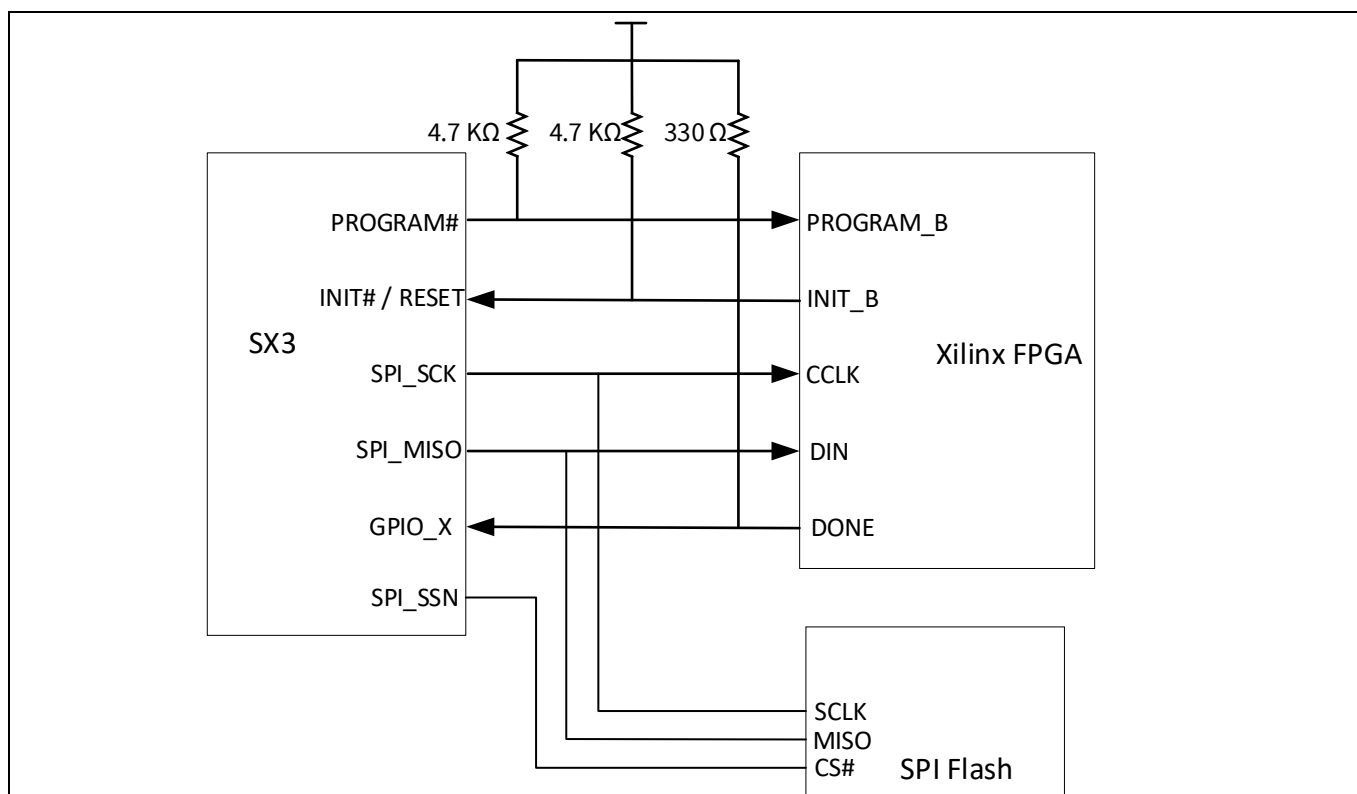 4.7 KΩ 4.7 KΩ 330 Ω
PROGRAM# PROGRAM_B
INIT# / RESET INIT_B
SX3 Xilinx FPGA
SPI_SCK CCLK
SPI_MISO DIN
GPIO_X DONE
SPI_SSN
SCLK
MISO
CS# SPI Flash